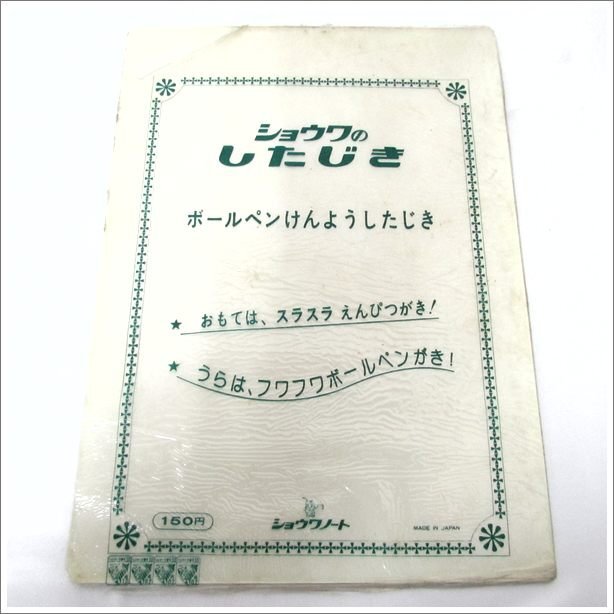 ショウワの
したじき
ボールペンけんようしたじき
★ おもては、スラスラ えんぴつがき!
★ うらは、フワフワボールペンがき!
150円
ショウワノート
MADE IN JAPAN